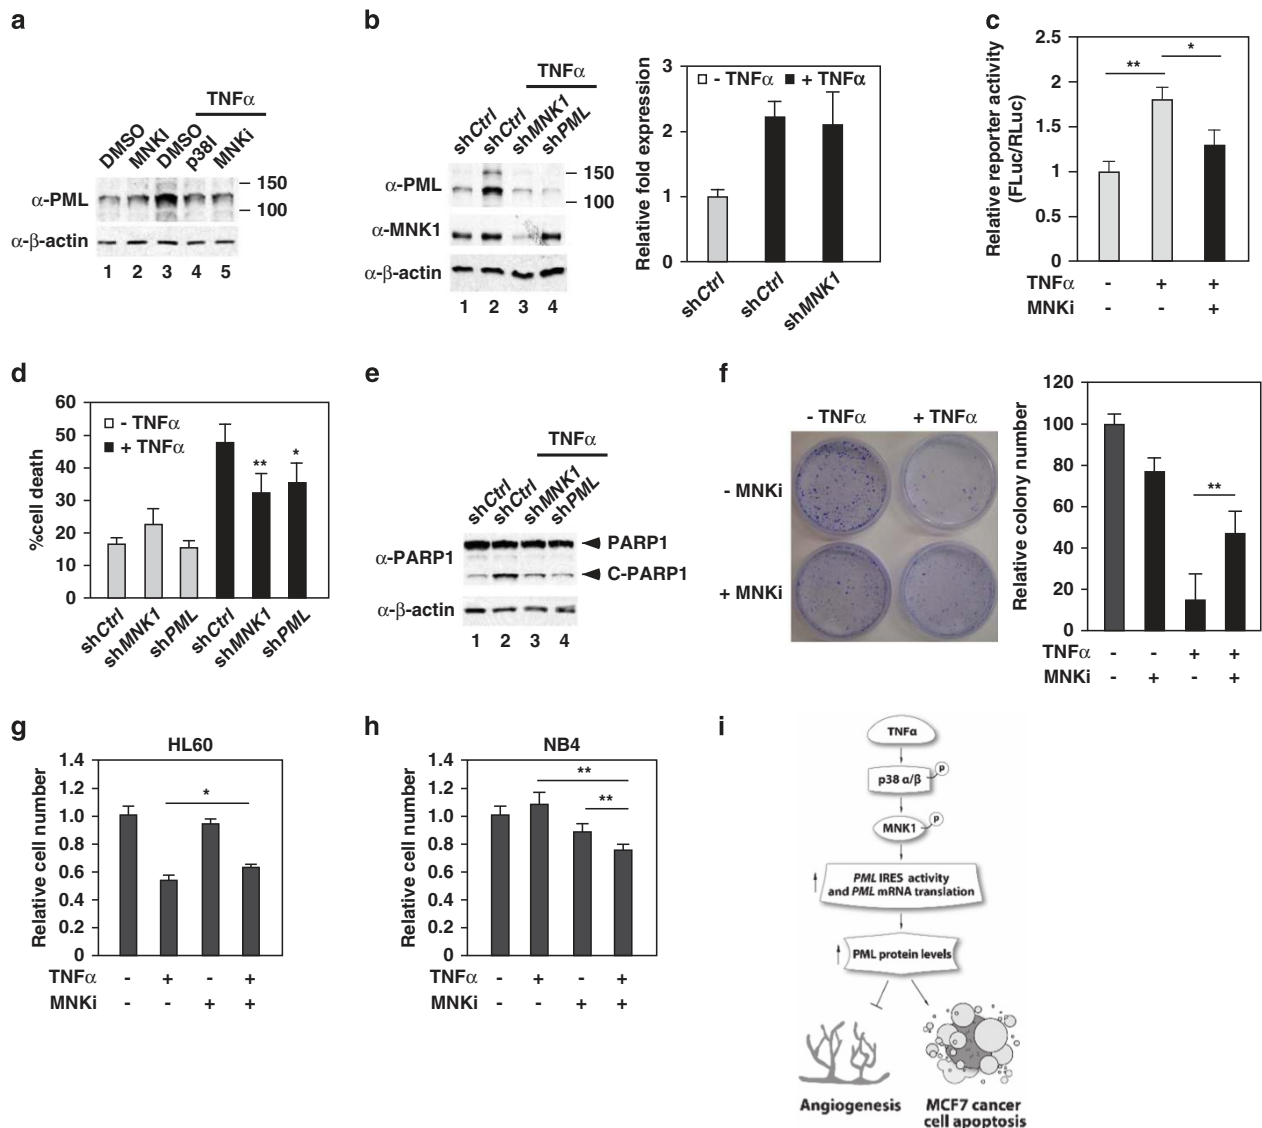 a
TNFα
DMSO
MNKI
DMSO
p38I
MNKi
α-PML
150
100
α-β-actin
1 2 3 4 5
b
TNFα
shCtrl
shCtrl
shMNK1
shPML
α-PML
150
100
α-MNK1
α-β-actin
1 2 3 4
Relative fold expression
3
2
1
0
- TNFα + TNFα
shCtrl
shCtrl
shMNK1
c
Relative reporter activity
(FLuc/RLuc)
2.5
2
1.5
1
0.5
0
**
*
TNFα - + +
MNKi - - +
d
%cell death
60
50
40
30
20
10
0
- TNFα
+ TNFα
**
*
shCtrl
shMNK1
shPML
shCtrl
shMNK1
shPML
e
TNFα
shCtrl
shCtrl
shMNK1
shPML
α-PARP1
PARP1
C-PARP1
α-β-actin
1 2 3 4
f
- TNFα + TNFα
- MNKi
+ MNKi
Relative colony number
120
100
80
60
40
20
0
**
TNFα - - + +
MNKi - + - +
g
HL60
Relative cell number
1.4
1.2
1.0
0.8
0.6
0.4
0.2
0
*
TNFα - + - +
MNKi - - + +
h
NB4
Relative cell number
1.4
1.2
1.0
0.8
0.6
0.4
0.2
0
**
**
TNFα - + - +
MNKi - - + +
i
TNFα
p38 α/β
P
MNK1
P
PML IRES activity
and PML mRNA translation
PML protein levels
Angiogenesis
MCF7 cancer
cell apoptosis